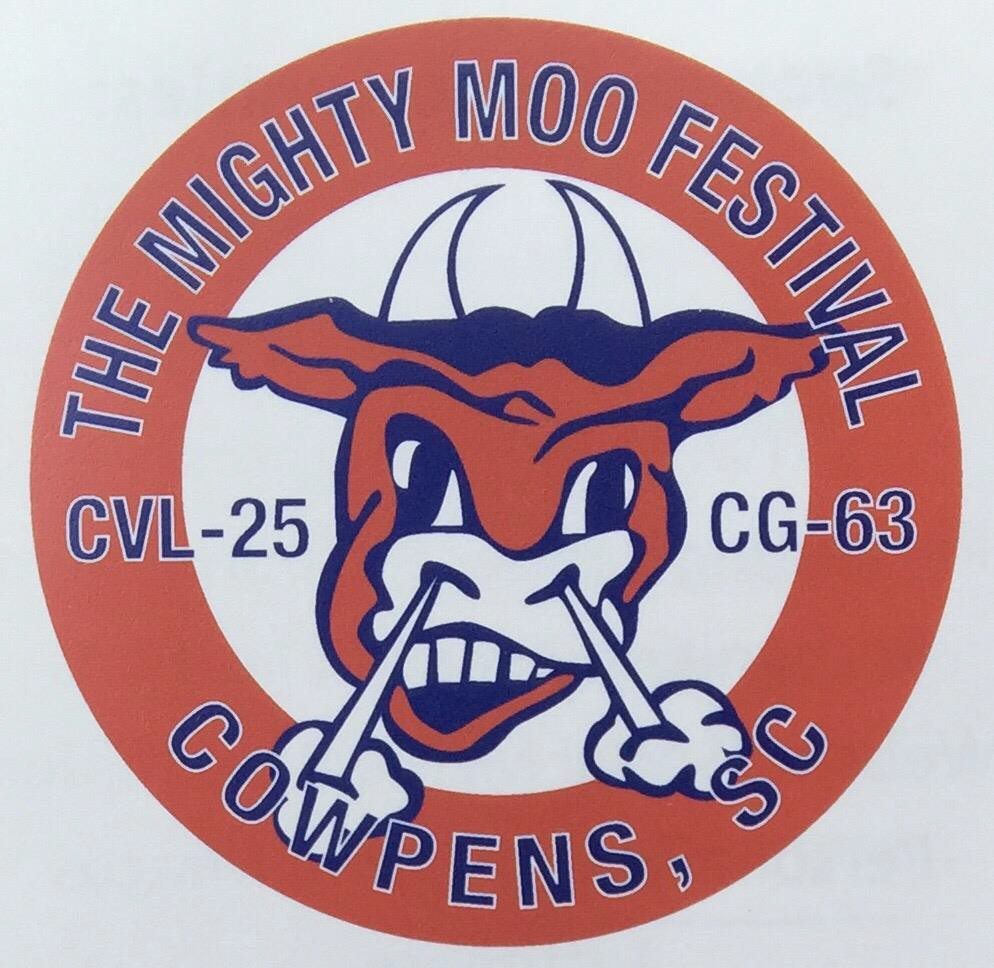 THE MIGHTY MOO FESTIVAL
CVL-25
CG-63
COWPENS, SC